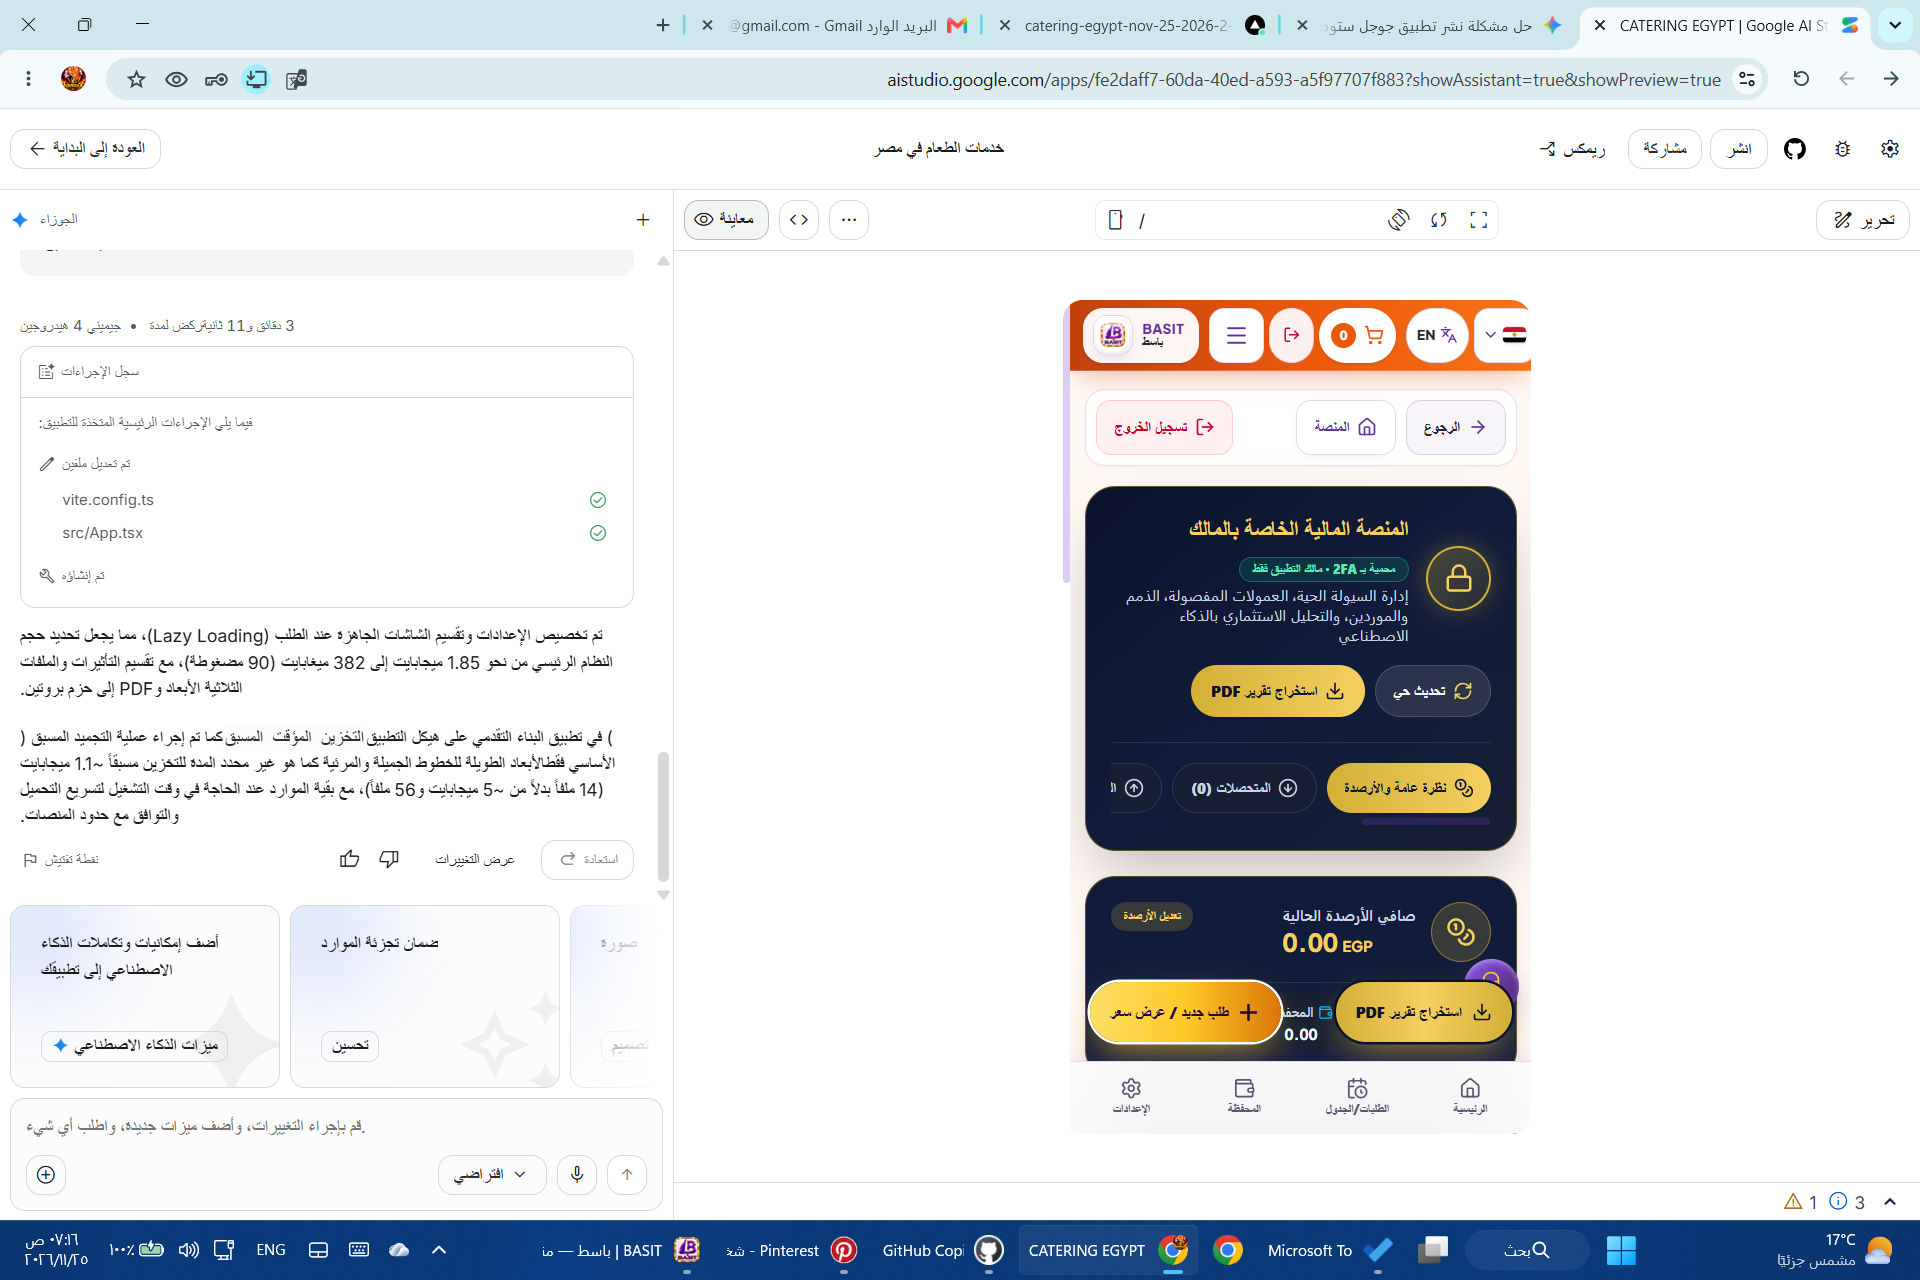 CATERING EGYPT | Google AI St
حل مشكلة نشر تطبيق جوجل ستود
catering-egypt-nov-25-2026-2-
البريد الوارد - Gmail @gmail.com
aistudio.google.com/apps/fe2daff7-60da-40ed-a593-a5f97707f883?showAssistant=true&showPreview=true
العودة إلى البداية
خدمات الطعام في مصر
ريمكس
مشاركة
انشر
الجوزاء
معاينة
/
تحرير
جيميني 4 هيدروجين • ركض لمدة 3 دقائق و11 ثانية
سجل الإجراءات
فيما يلي الإجراءات الرئيسية المتخذة للتطبيق:
تم تعديل ملفين
vite.config.ts
src/App.tsx
تم إنشاؤه
تم تخصيص الإعدادات وتقسيم الشاشات الجاهزة عند الطلب (Lazy Loading)، مما يجعل تحديد حجم
النظام الرئيسي من نحو 1.85 ميجابايت إلى 382 ميغابايت (90 مضغوطة)، مع تقسيم التأثيرات والملفات
الثلاثية الأبعاد وPDF إلى حزم بروتين.
) في تطبيق البناء التقدمي على هيكل التطبيق التخزين المؤقت المسبق كما تم إجراء عملية التجميد المسبق (
الأساسي فقطالأبعاد الطويلة للخطوط الجميلة والمرئية كما هو غير محدد المدة للتخزين مسبقاً ~1.1 ميجابايت
(14 ملفاً بدلاً من ~5 ميجابايت و56 ملفاً)، مع بقية الموارد عند الحاجة في وقت التشغيل لتسريع التحميل
والتوافق مع حدود المنصات.
نقطة تفتيش
عرض التغييرات
استعادة
أضف إمكانيات وتكاملات الذكاء
الاصطناعي إلى تطبيقك
ميزات الذكاء الاصطناعي
ضمان تجزئة الموارد
تحسين
صورة
تصميم
قم بإجراء التغييرات، وأضف ميزات جديدة، واطلب أي شيء.
افتراضي
BASIT
باسط
0
EN
تسجيل الخروج
المنصة
الرجوع
المنصة المالية الخاصة بالمالك
محمية بـ 2FA • مالك التطبيق فقط
إدارة السيولة الحية، العمولات المفصولة، الذمم
والموردين، والتحليل الاستثماري بالذكاء
الاصطناعي
تحديث حي
استخراج تقرير PDF
نظرة عامة والأرصدة
المتحصلات (0)
صافي الأرصدة الحالية
0.00 EGP
تعديل الأرصدة
استخراج تقرير PDF
المحف
0.00
طلب جديد / عرض سعر
الرئيسية
الطلبات/الجدول
المحفظة
الإعدادات
1
3
٠٧:١٦ ص
٢٠٢٦/١١/٢٥
١٠٠٪
ENG
BASIT | باسط — من
Pinterest - شخ
GitHub Copi
CATERING EGYPT
Microsoft To
بحث
17°C
مشمس جزئيًا